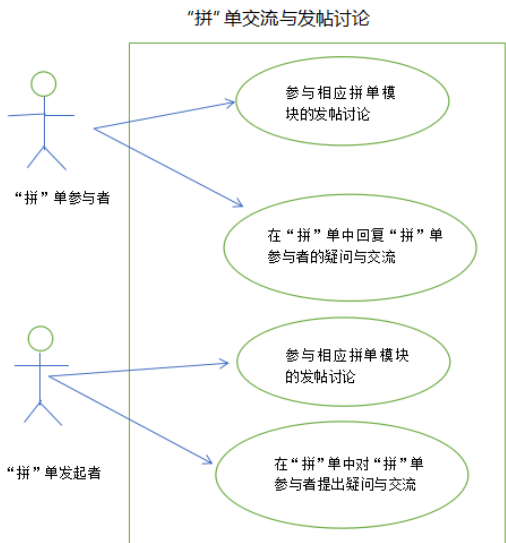 “拼”单交流与发帖讨论
参与相应拼单模
块的发帖讨论
“拼”单参与者
在“拼”单中回复“拼”单
参与者的疑问与交流
参与相应拼单模块
的发帖讨论
“拼”单发起者
在“拼”单中对“拼”单
参与者提出疑问与交流